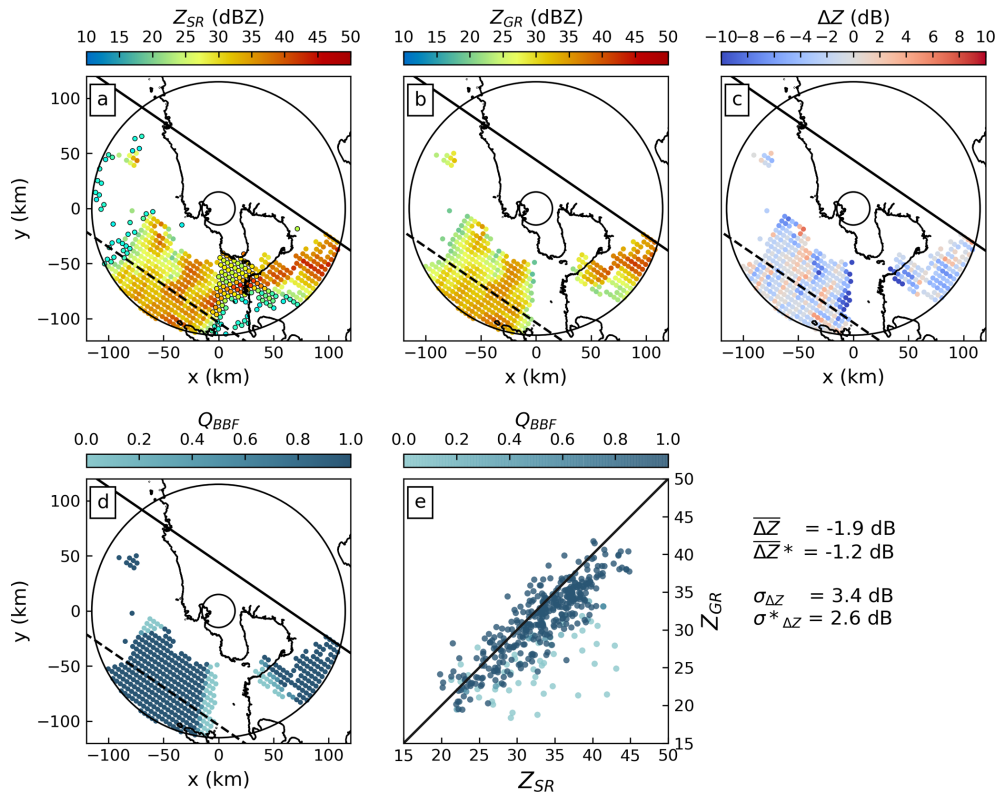 Z_SR (dBZ)
10 15 20 25 30 35 40 45 50
Z_GR (dBZ)
10 15 20 25 30 35 40 45 50
ΔZ (dB)
−10−8 −6 −4 −2 0 2 4 6 8 10
a
b
c
100
50
0
−50
−100
y (km)
−100 −50 0 50 100
−100 −50 0 50 100
−100 −50 0 50 100
x (km)
x (km)
x (km)
Q_BBF
0.0 0.2 0.4 0.6 0.8 1.0
Q_BBF
0.0 0.2 0.4 0.6 0.8 1.0
d
e
100
50
0
−50
−100
y (km)
−100 −50 0 50 100
x (km)
50
45
40
35
30
25
20
15
Z_GR
15 20 25 30 35 40 45 50
Z_SR
ΔZ̅ = -1.9 dB
ΔZ̅* = -1.2 dB
σ_ΔZ = 3.4 dB
σ*_ΔZ = 2.6 dB